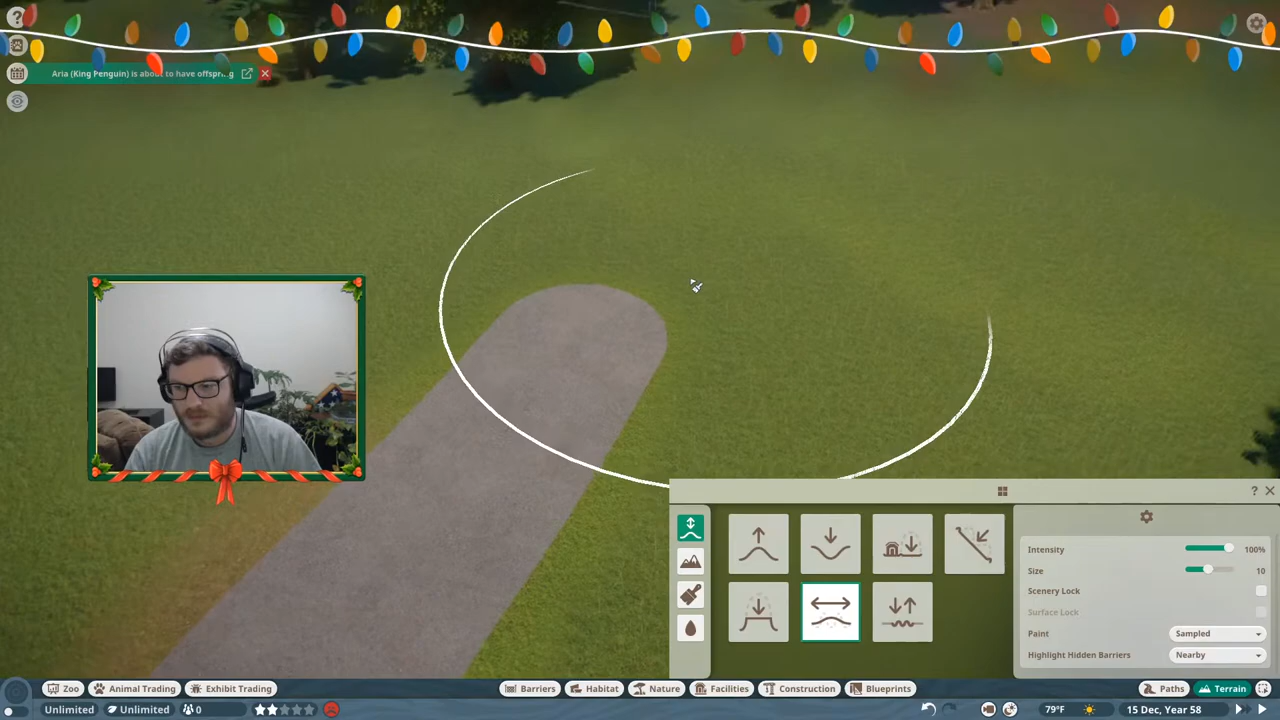 ?
Aria (King Penguin) is about to have offspring
? 
Intensity 100%
Size 10
Scenery Lock
Surface Lock
Paint Sampled
Highlight Hidden Barriers Nearby
Zoo Animal Trading Exhibit Trading Barriers Habitat Nature Facilities Construction Blueprints Paths Terrain
Unlimited Unlimited 0 79°F 15 Dec, Year 58